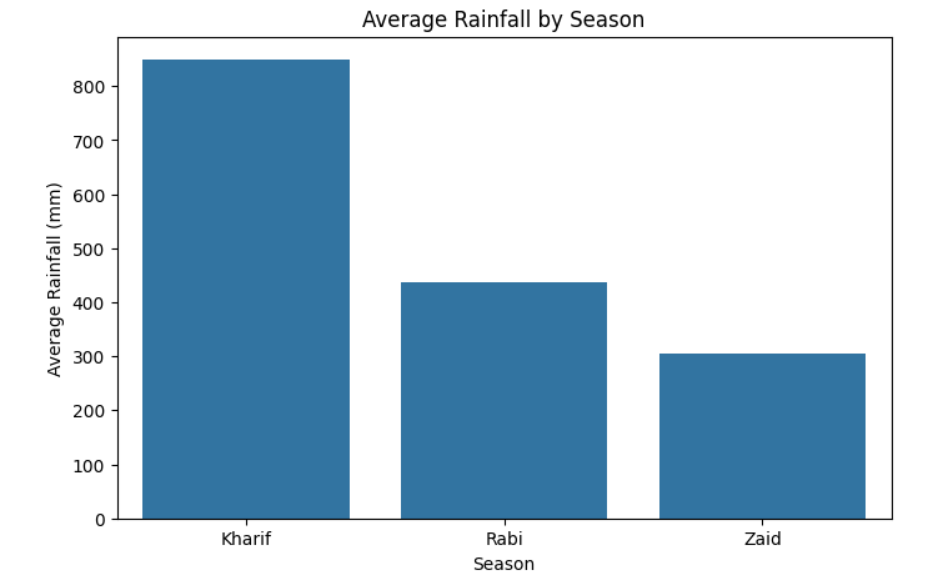 Average Rainfall by Season
Average Rainfall (mm)
800
700
600
500
400
300
200
100
0
Kharif
Rabi
Zaid
Season